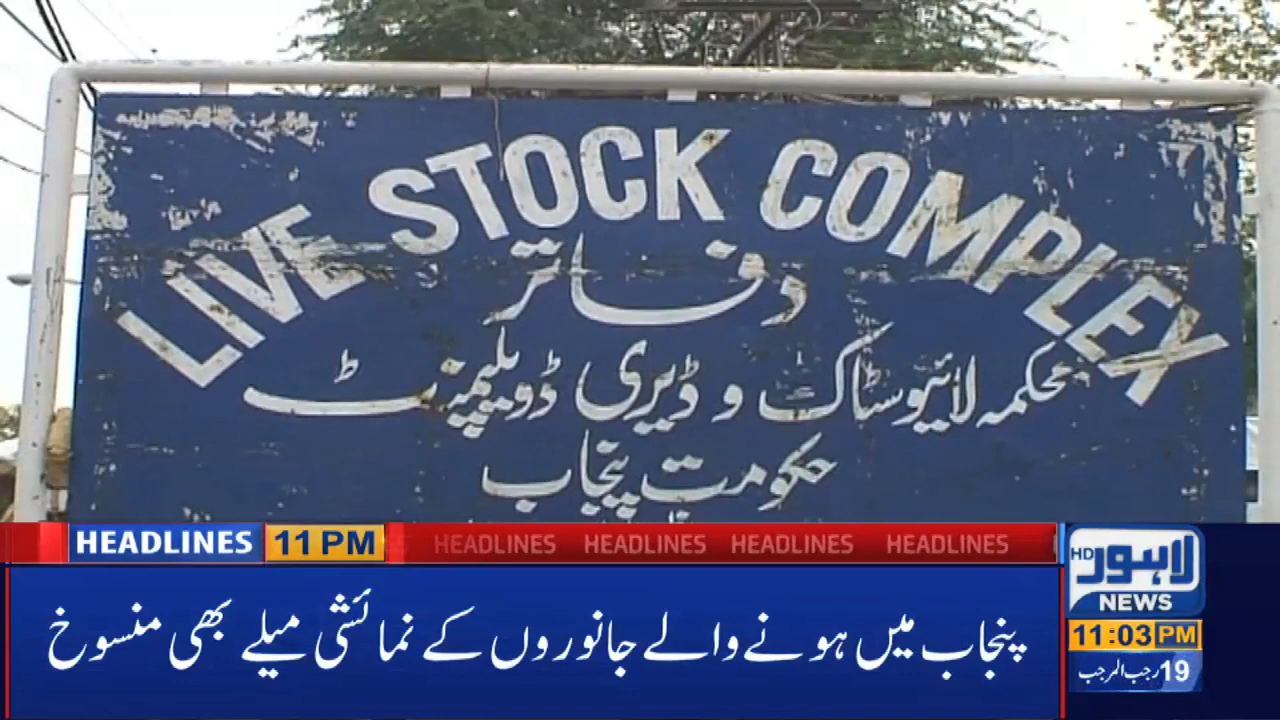 LIVE STOCK COMPLEX
دفاتر
محکمہ لائیوسٹاک و ڈیری ڈویلپمنٹ
حکومت پنجاب
HEADLINES 11 PM HEADLINES HEADLINES HEADLINES HEADLINES
پنجاب میں ہونے والے جانوروں کے نمائشی میلے بھی منسوخ
HD لاہور
NEWS
11:03 PM
19 رجب المرجب